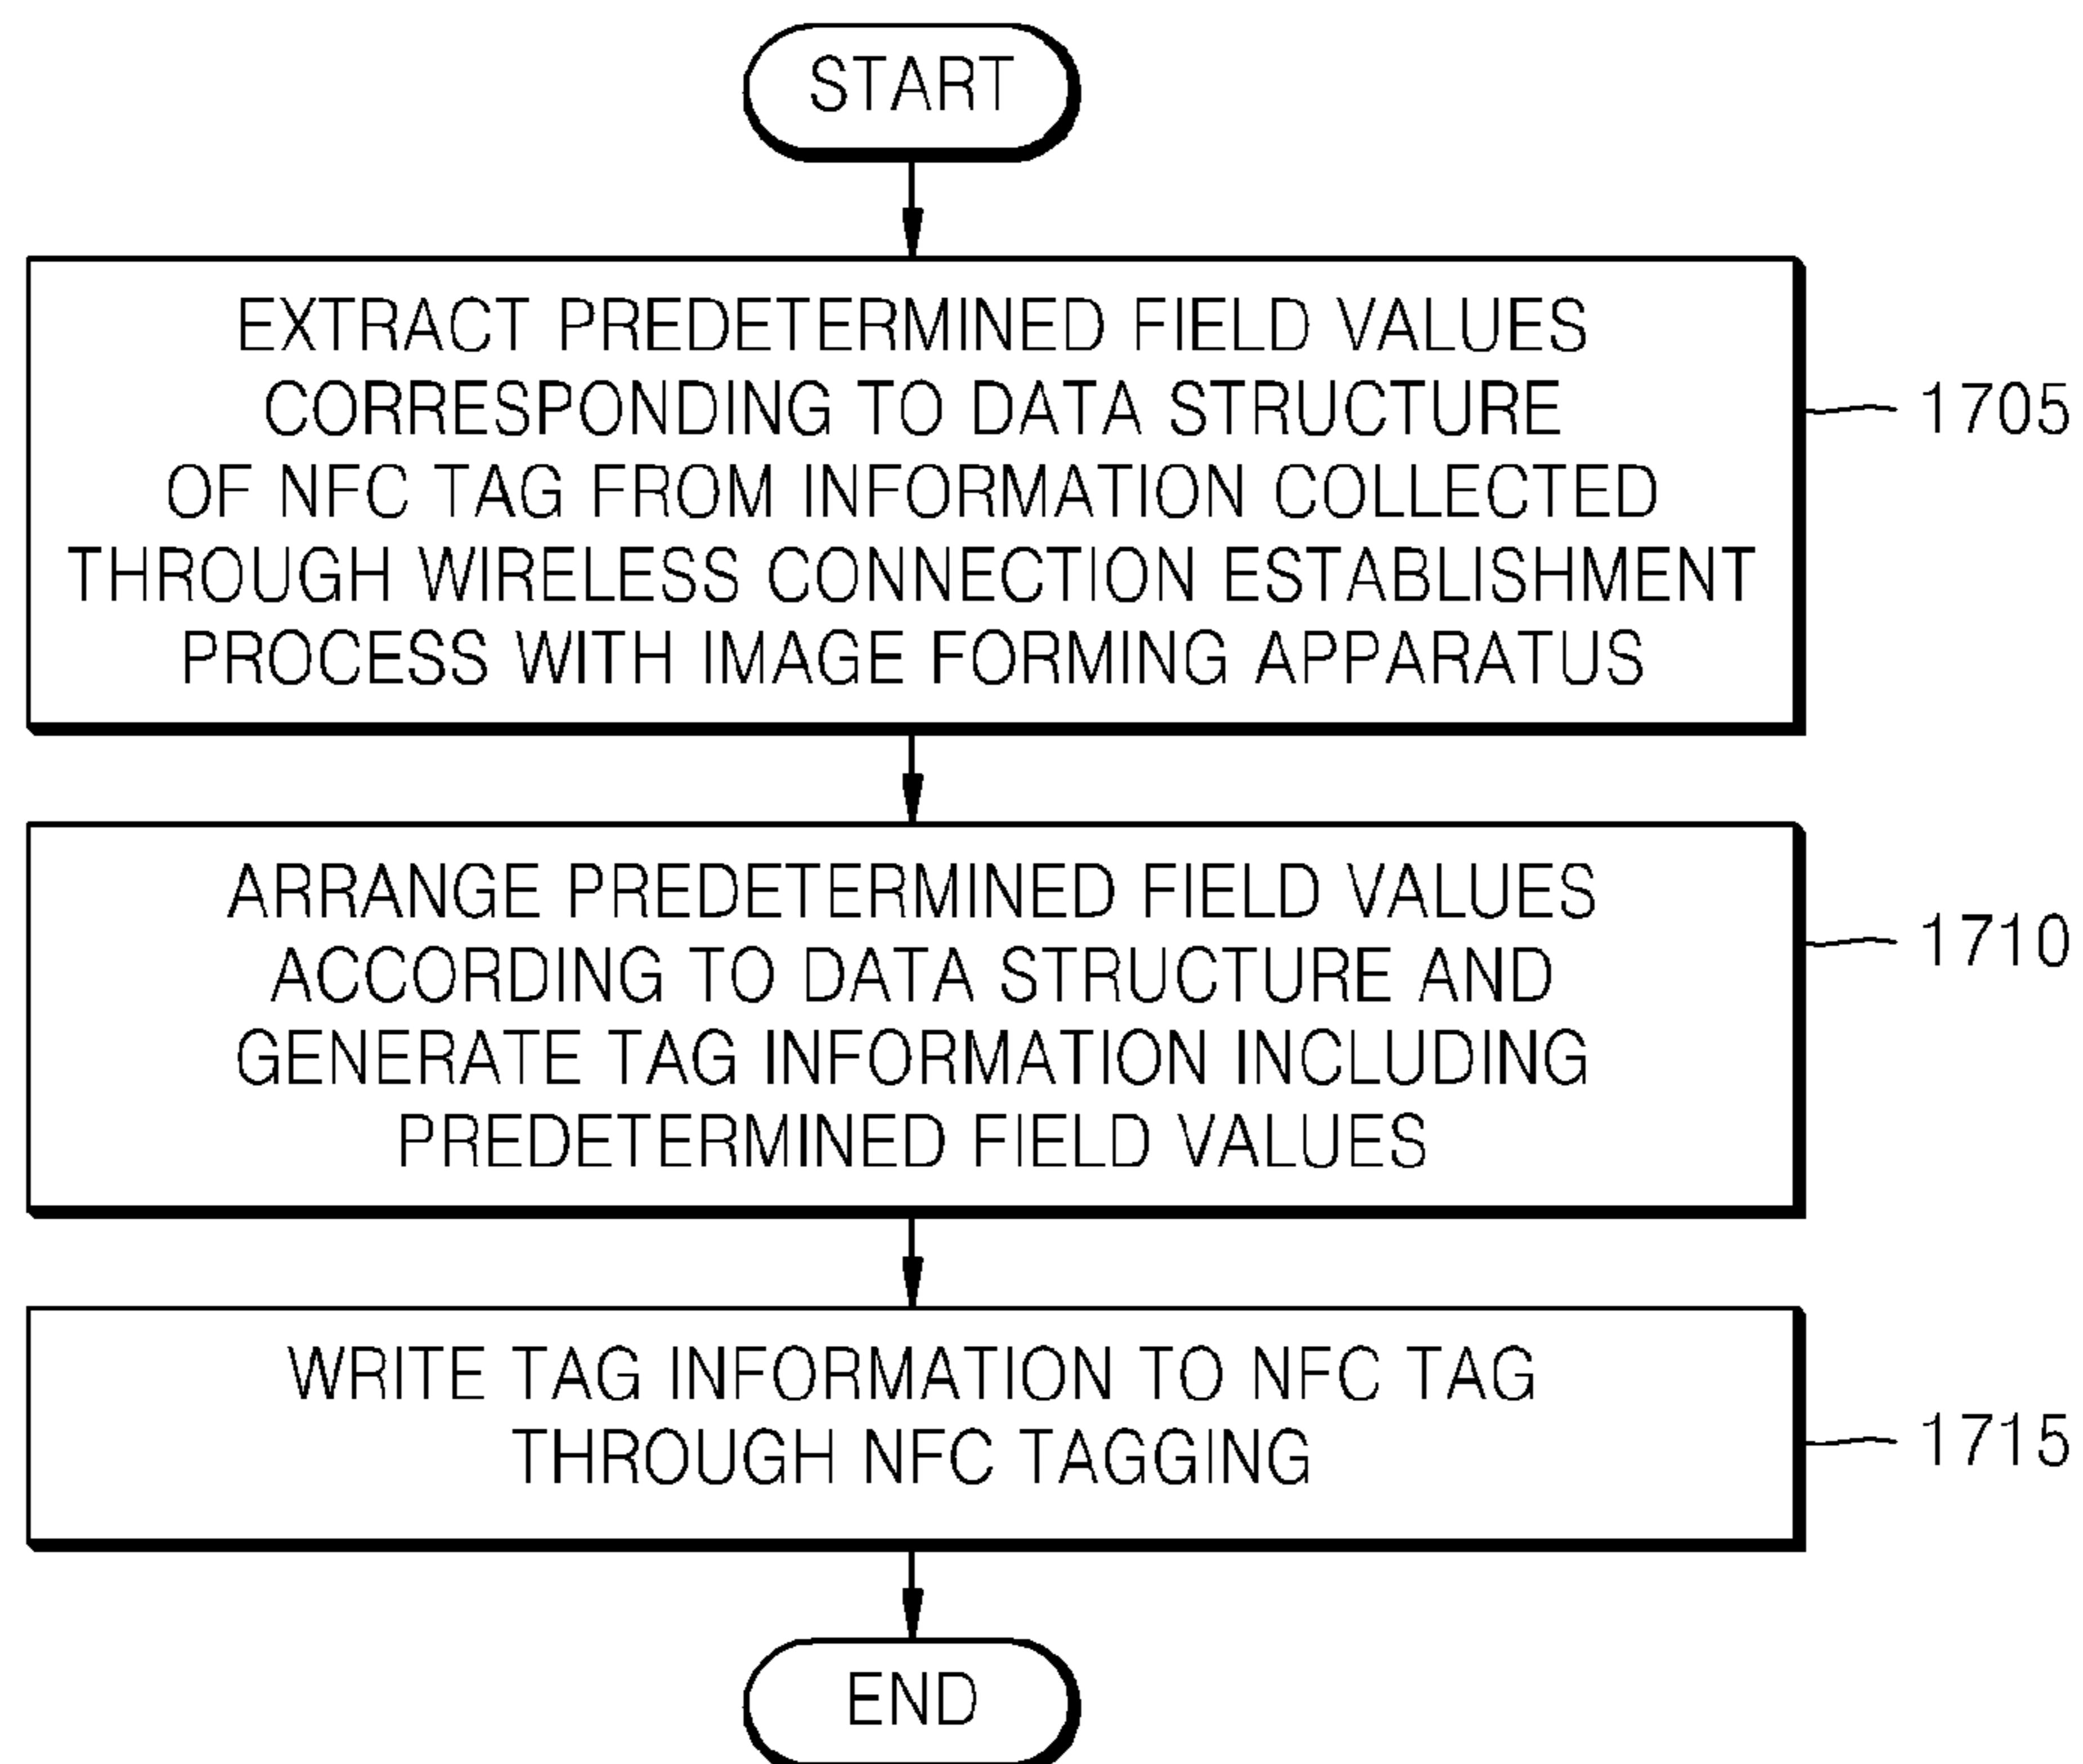 START
EXTRACT PREDETERMINED FIELD VALUES
CORRESPONDING TO DATA STRUCTURE
OF NFC TAG FROM INFORMATION COLLECTED
THROUGH WIRELESS CONNECTION ESTABLISHMENT
PROCESS WITH IMAGE FORMING APPARATUS
1705
ARRANGE PREDETERMINED FIELD VALUES
ACCORDING TO DATA STRUCTURE AND
GENERATE TAG INFORMATION INCLUDING
PREDETERMINED FIELD VALUES
1710
WRITE TAG INFORMATION TO NFC TAG
THROUGH NFC TAGGING
1715
END